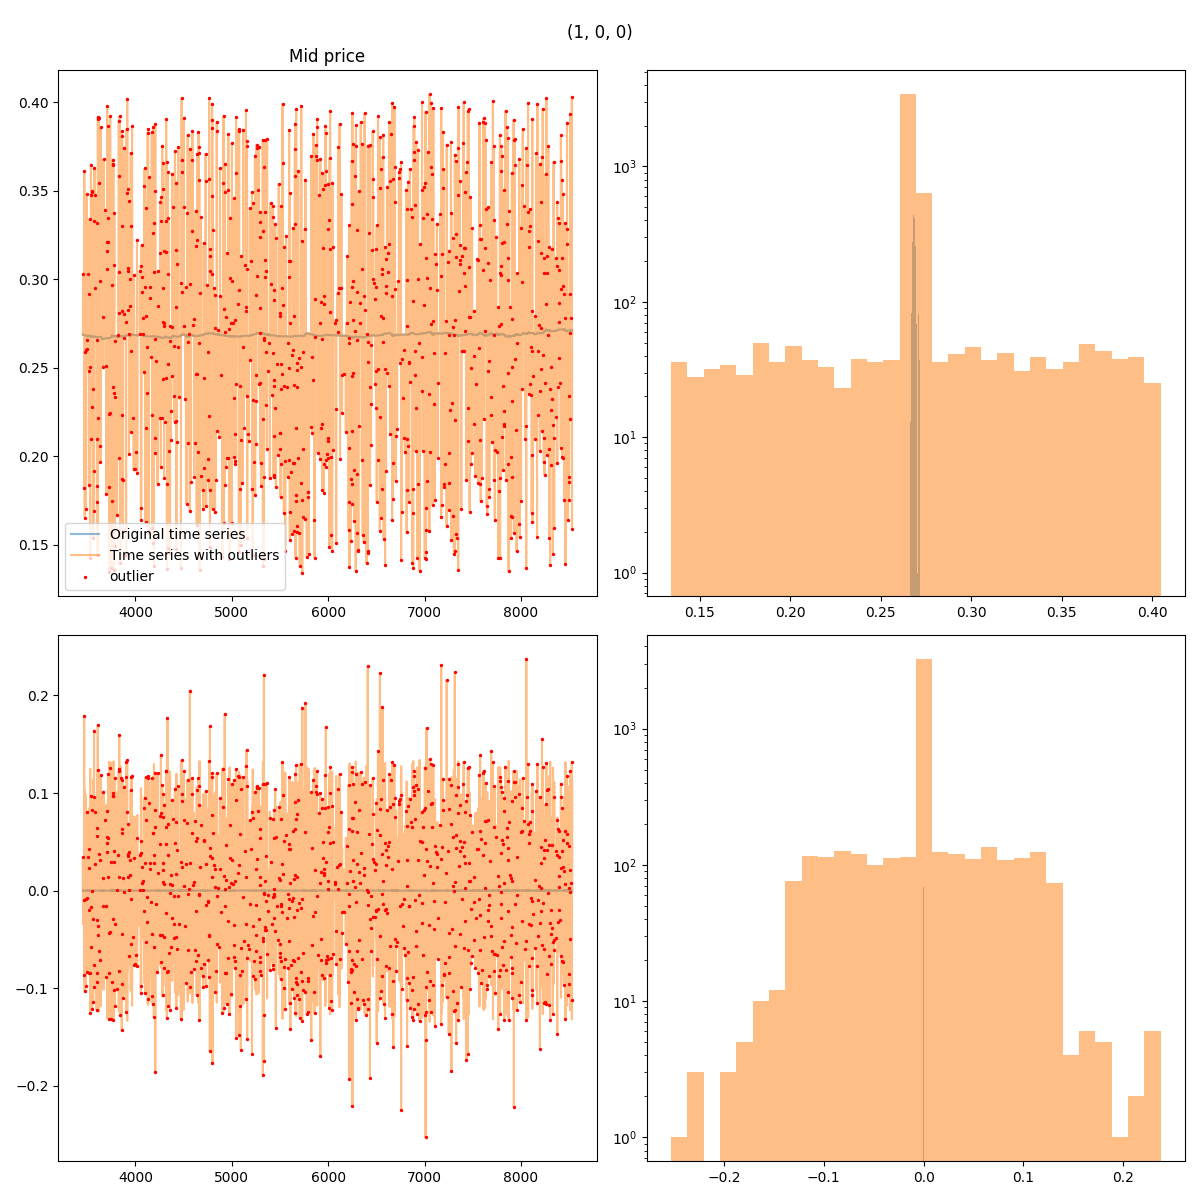 (1, 0, 0)
Mid price
0.40
0.35
0.30
0.25
0.20
0.15
Original time series
Time series with outliers
outlier
4000 5000 6000 7000 8000
10³
10²
10¹
10⁰
0.15 0.20 0.25 0.30 0.35 0.40
0.2
0.1
0.0
−0.1
−0.2
4000 5000 6000 7000 8000
10³
10²
10¹
10⁰
−0.2 −0.1 0.0 0.1 0.2